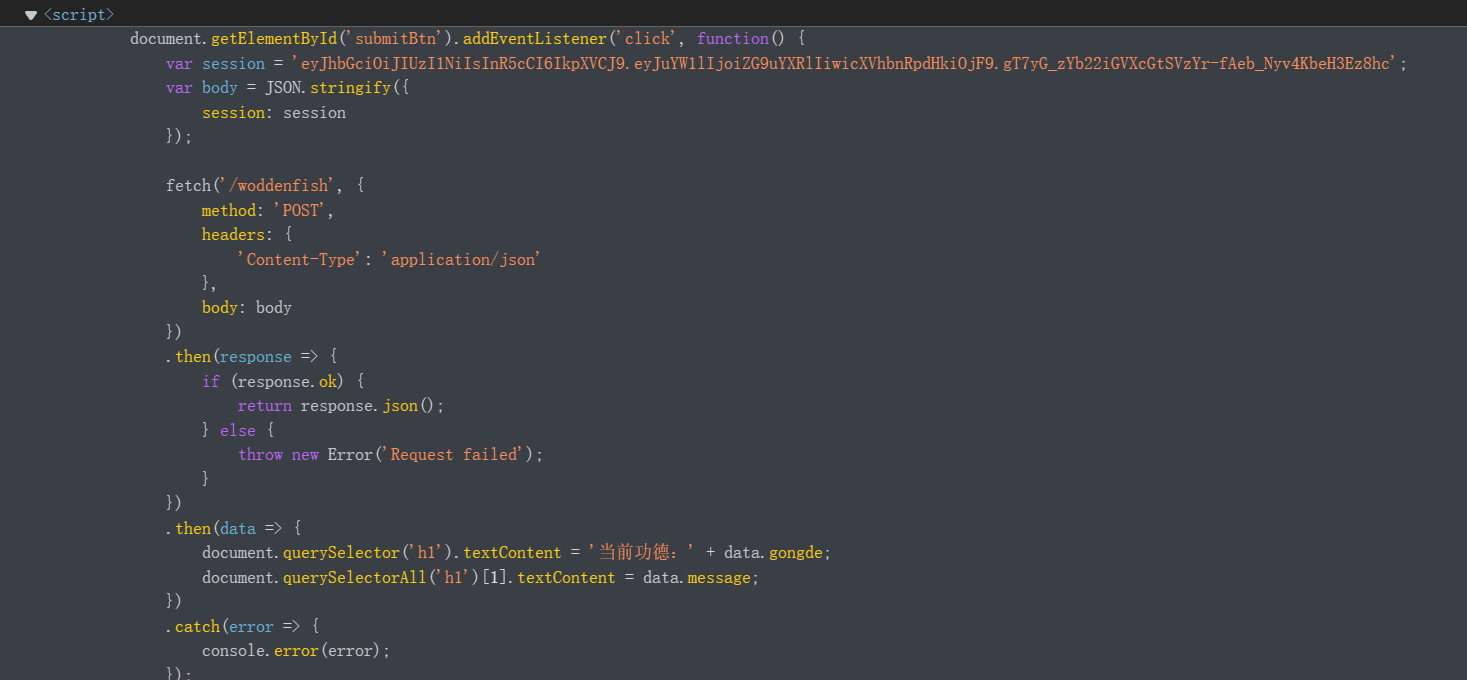 ▼ <script>
document.getElementById('submitBtn').addEventListener('click', function() {
var session = 'eyJhbGciOiJIUzI1NiIsInR5cCI6IkpXVCJ9.eyJuYW1lIjoiZG9uYXRlIiwicXVhbnRpdHkiOjF9.gT7yG_zYb22iGVXcGtSVzYr-fAeb_Nyv4KbeH3Ez8hc';
var body = JSON.stringify({
session: session
});
fetch('/woddenfish', {
method: 'POST',
headers: {
'Content-Type': 'application/json'
},
body: body
})
.then(response => {
if (response.ok) {
return response.json();
} else {
throw new Error('Request failed');
}
})
.then(data => {
document.querySelector('h1').textContent = '当前功德：' + data.gongde;
document.querySelectorAll('h1')[1].textContent = data.message;
})
.catch(error => {
console.error(error);
});